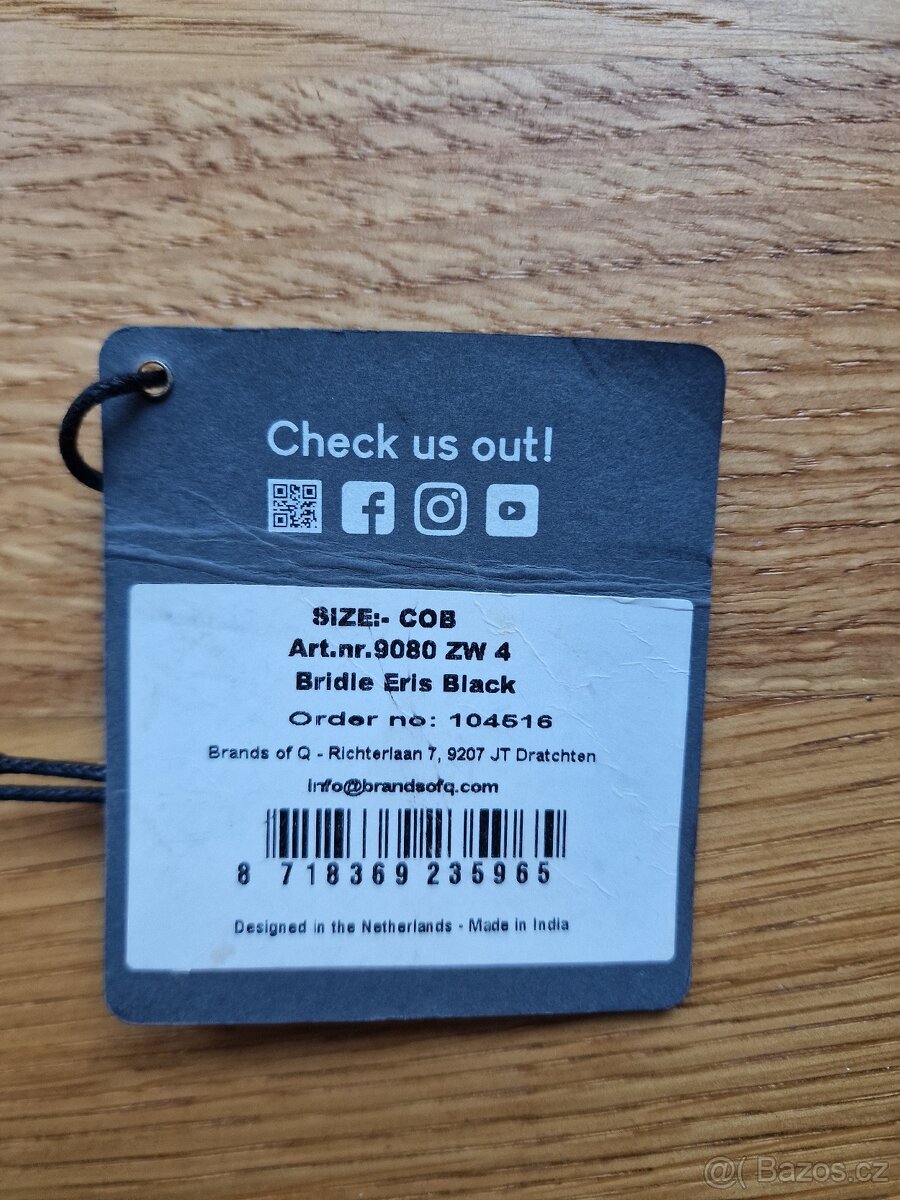 Check us out!
SIZE:- COB
Art.nr.9080 ZW 4
Bridle Eris Black
Order no: 104516
Brands of Q - Richterlaan 7, 9207 JT Dratchten
info@brandsofq.com
8 718369 235965
Designed in the Netherlands - Made in India
@( Bazos.cz